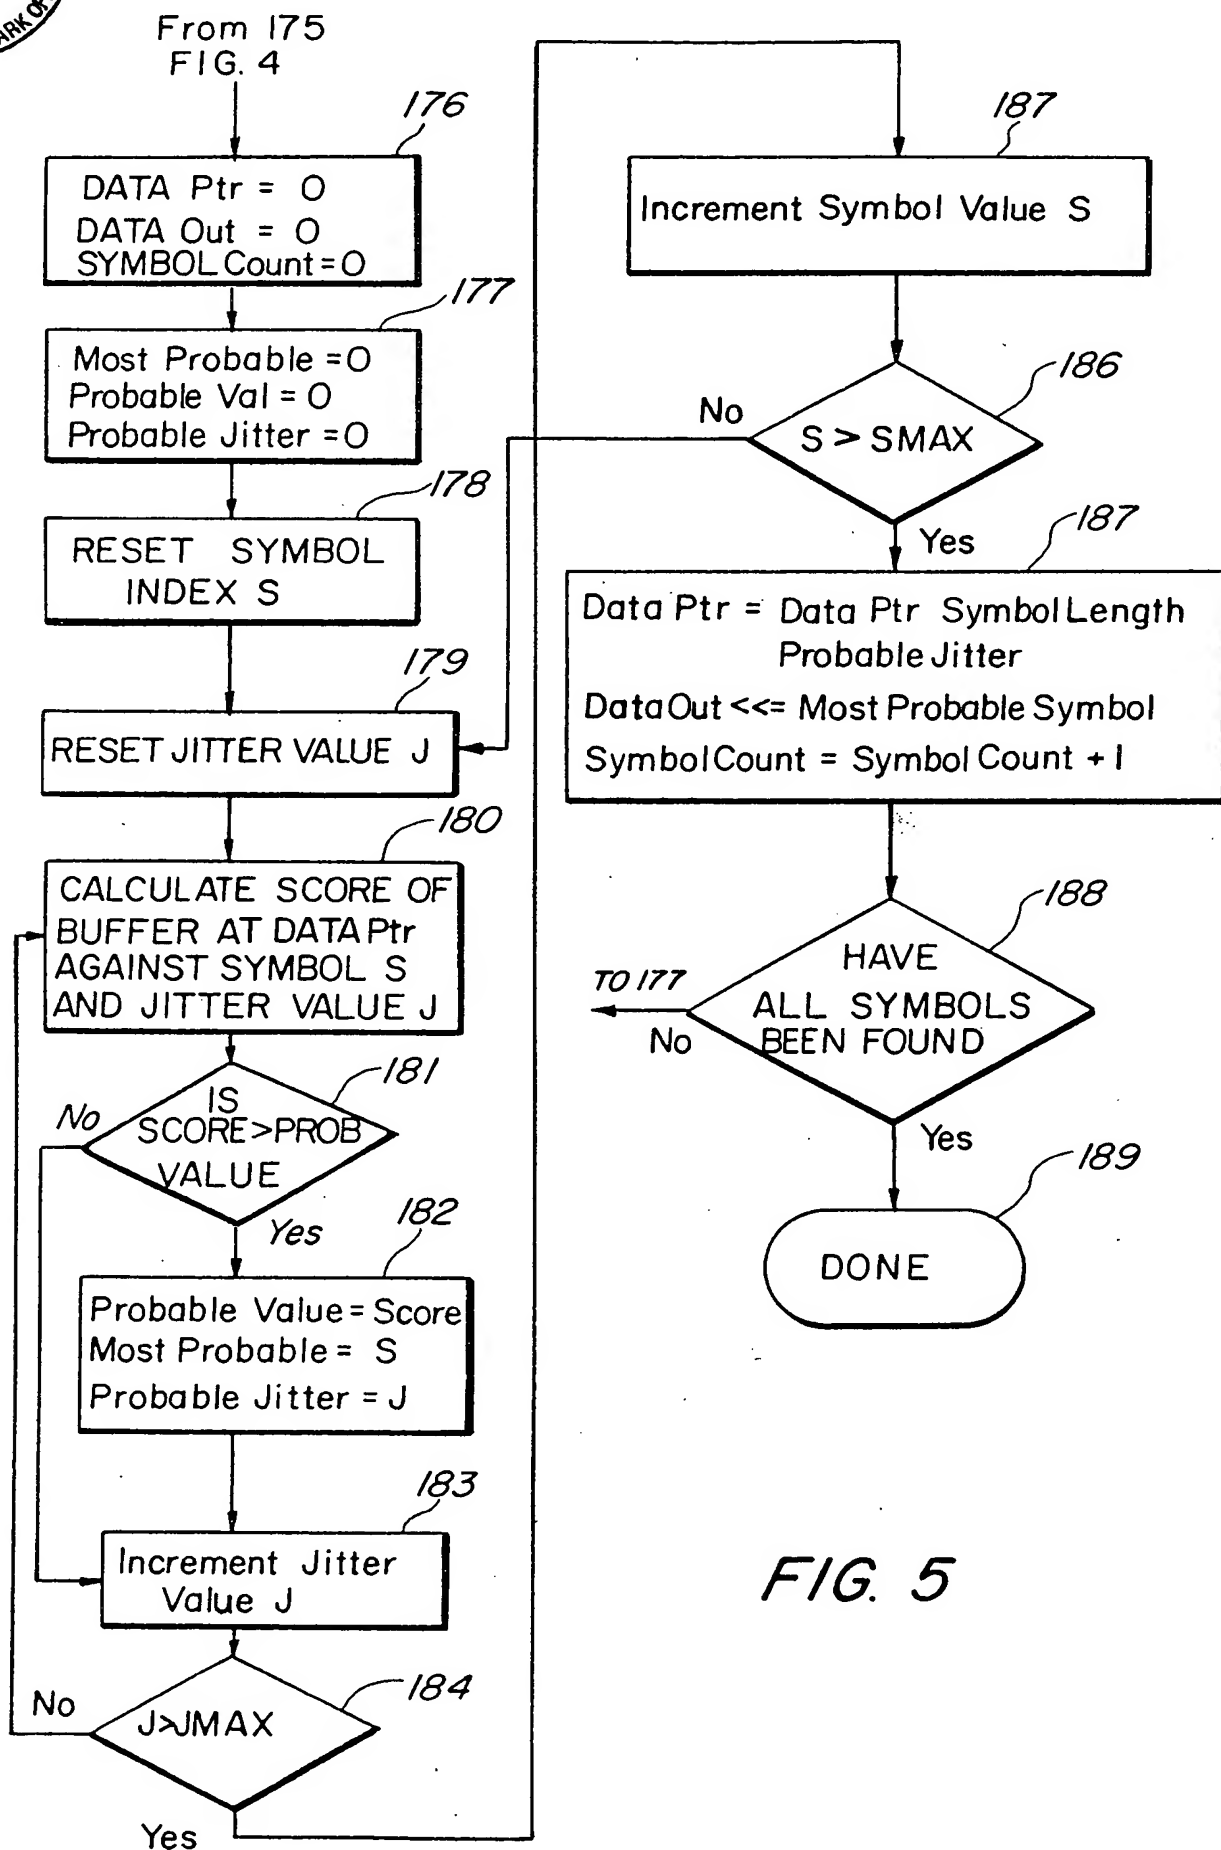 ARK OF
From 175
FIG. 4
176
DATA Ptr = 0
DATA Out = 0
SYMBOL Count = 0
177
Most Probable = 0
Probable Val = 0
Probable Jitter = 0
178
RESET SYMBOL
INDEX S
179
RESET JITTER VALUE J
180
CALCULATE SCORE OF
BUFFER AT DATA Ptr
AGAINST SYMBOL S
AND JITTER VALUE J
181
IS
SCORE>PROB
VALUE
No
Yes
182
Probable Value = Score
Most Probable = S
Probable Jitter = J
183
Increment Jitter
Value J
184
J>JMAX
No
Yes
187
Increment Symbol Value S
186
S > SMAX
No
Yes
187
Data Ptr = Data Ptr Symbol Length
Probable Jitter
Data Out <<= Most Probable Symbol
Symbol Count = Symbol Count + 1
188
HAVE
ALL SYMBOLS
BEEN FOUND
TO 177
No
Yes
189
DONE
FIG. 5